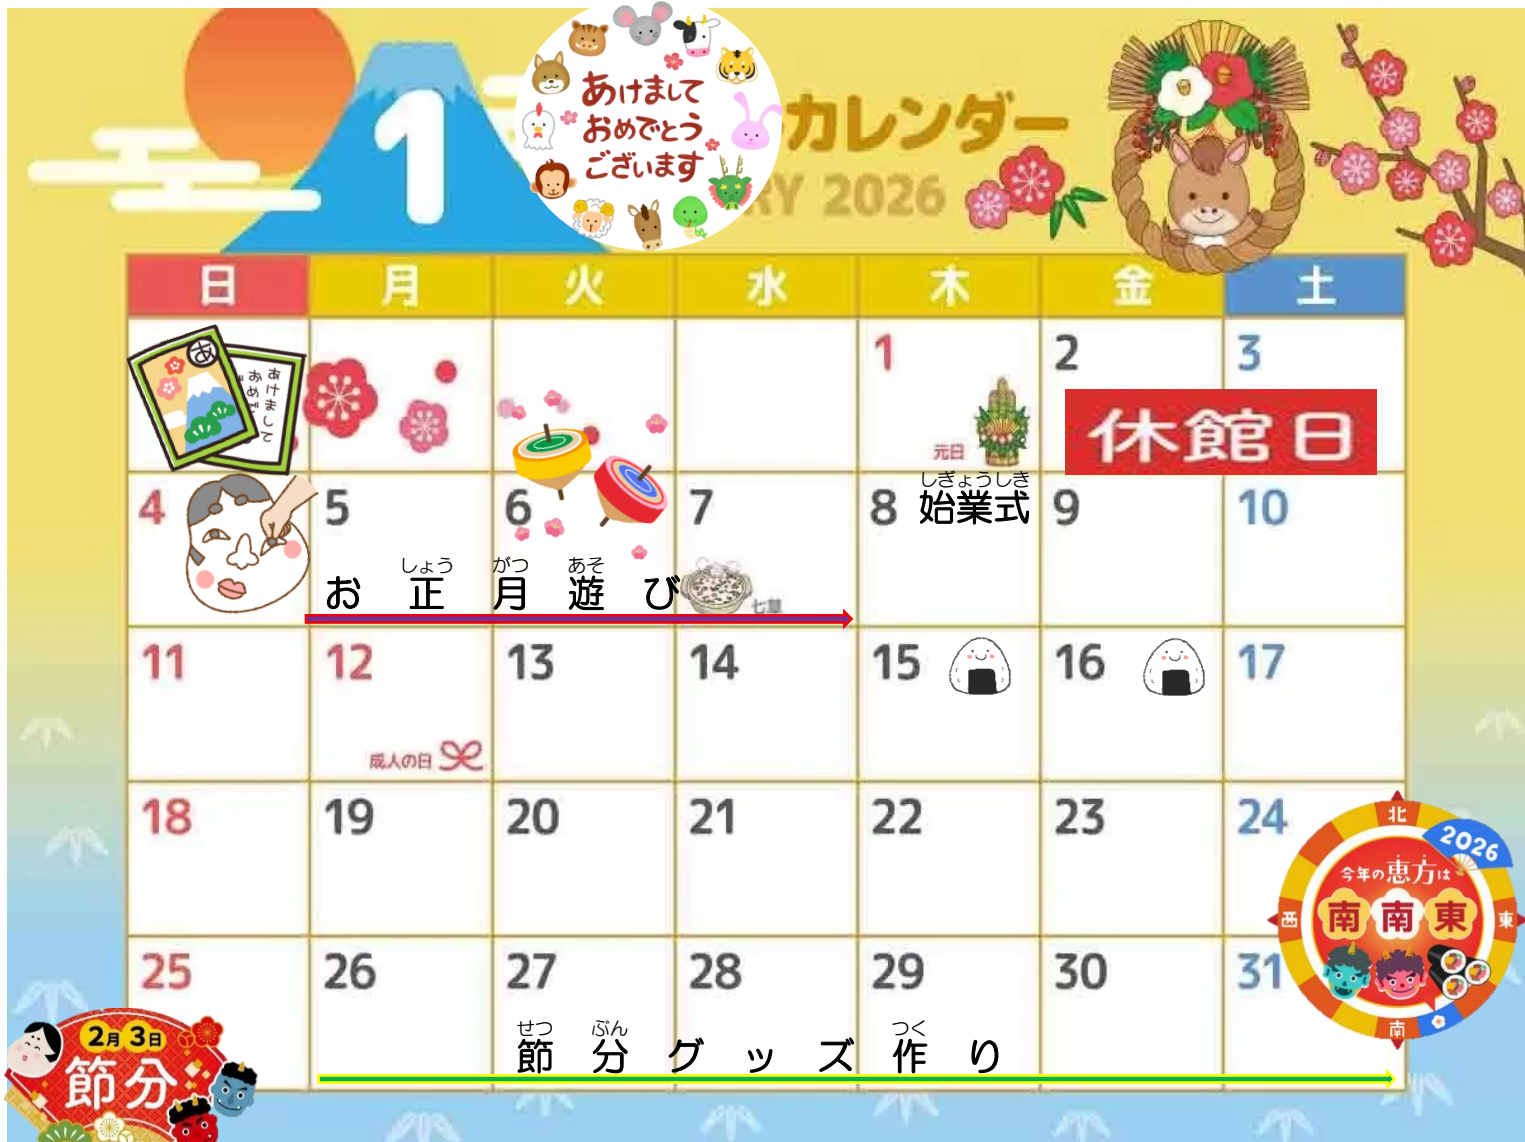 1
あけまして
おめでとう
ございます
カレンダー
RY 2026
日 月 火 水 木 金 土
あ
あけまして
おめで
1 2 3
元日
休館日
4 5 6 7 8 9 10
しぎょうしき
始業式
しょう がつ あそ
お正月遊び
七草
11 12 13 14 15 16 17
成人の日
18 19 20 21 22 23 24
北
2026
今年の恵方は
南南東
西
東
南
25 26 27 28 29 30 31
せつ ぶん つく
節分グッズ作り
2月3日
節分